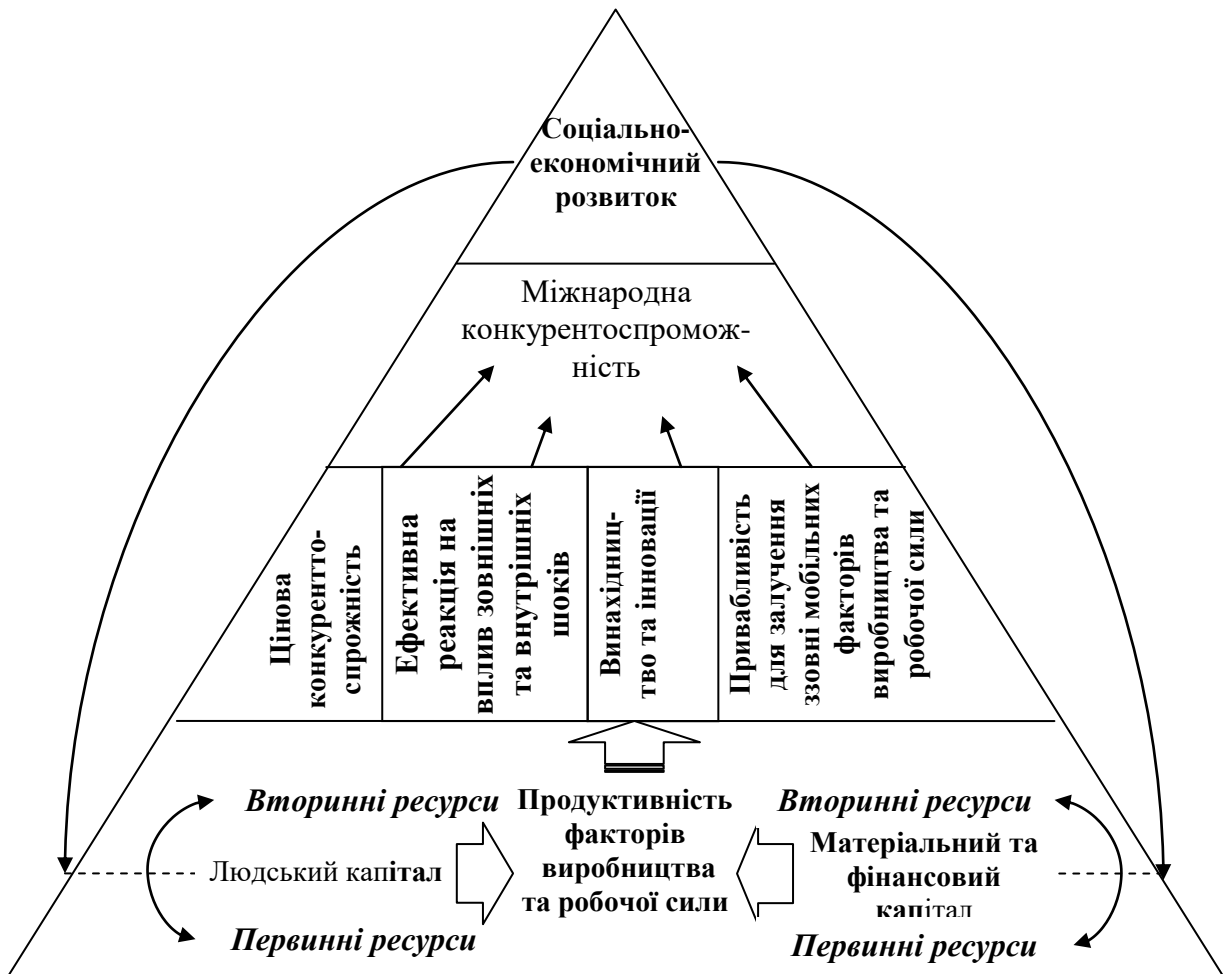 Соціально-
економічний
розвиток
Міжнародна
конкурентоспромож-
ність
Цінова
конкурентто-
спрожність
Ефективна
реакція на
вплив зовнішніх
та внутрішніх
шоків
Винахідниц-
тво та інновації
Привабливість
для залучення
ззовні мобільних
факторів
виробництва та
робочої сили
Вторинні ресурси
Людський капітал
Первинні ресурси
Продуктивність
факторів
виробництва
та робочої сили
Вторинні ресурси
Матеріальний та
фінансовий
капітал
Первинні ресурси